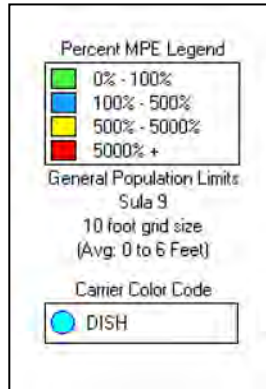 Percent MPE Legend
0% - 100%
100% - 500%
500% - 5000%
5000% +
General Population Limits
Sula 9
10 foot grid size
(Avg: 0 to 6 Feet)
Carrier Color Code
DISH